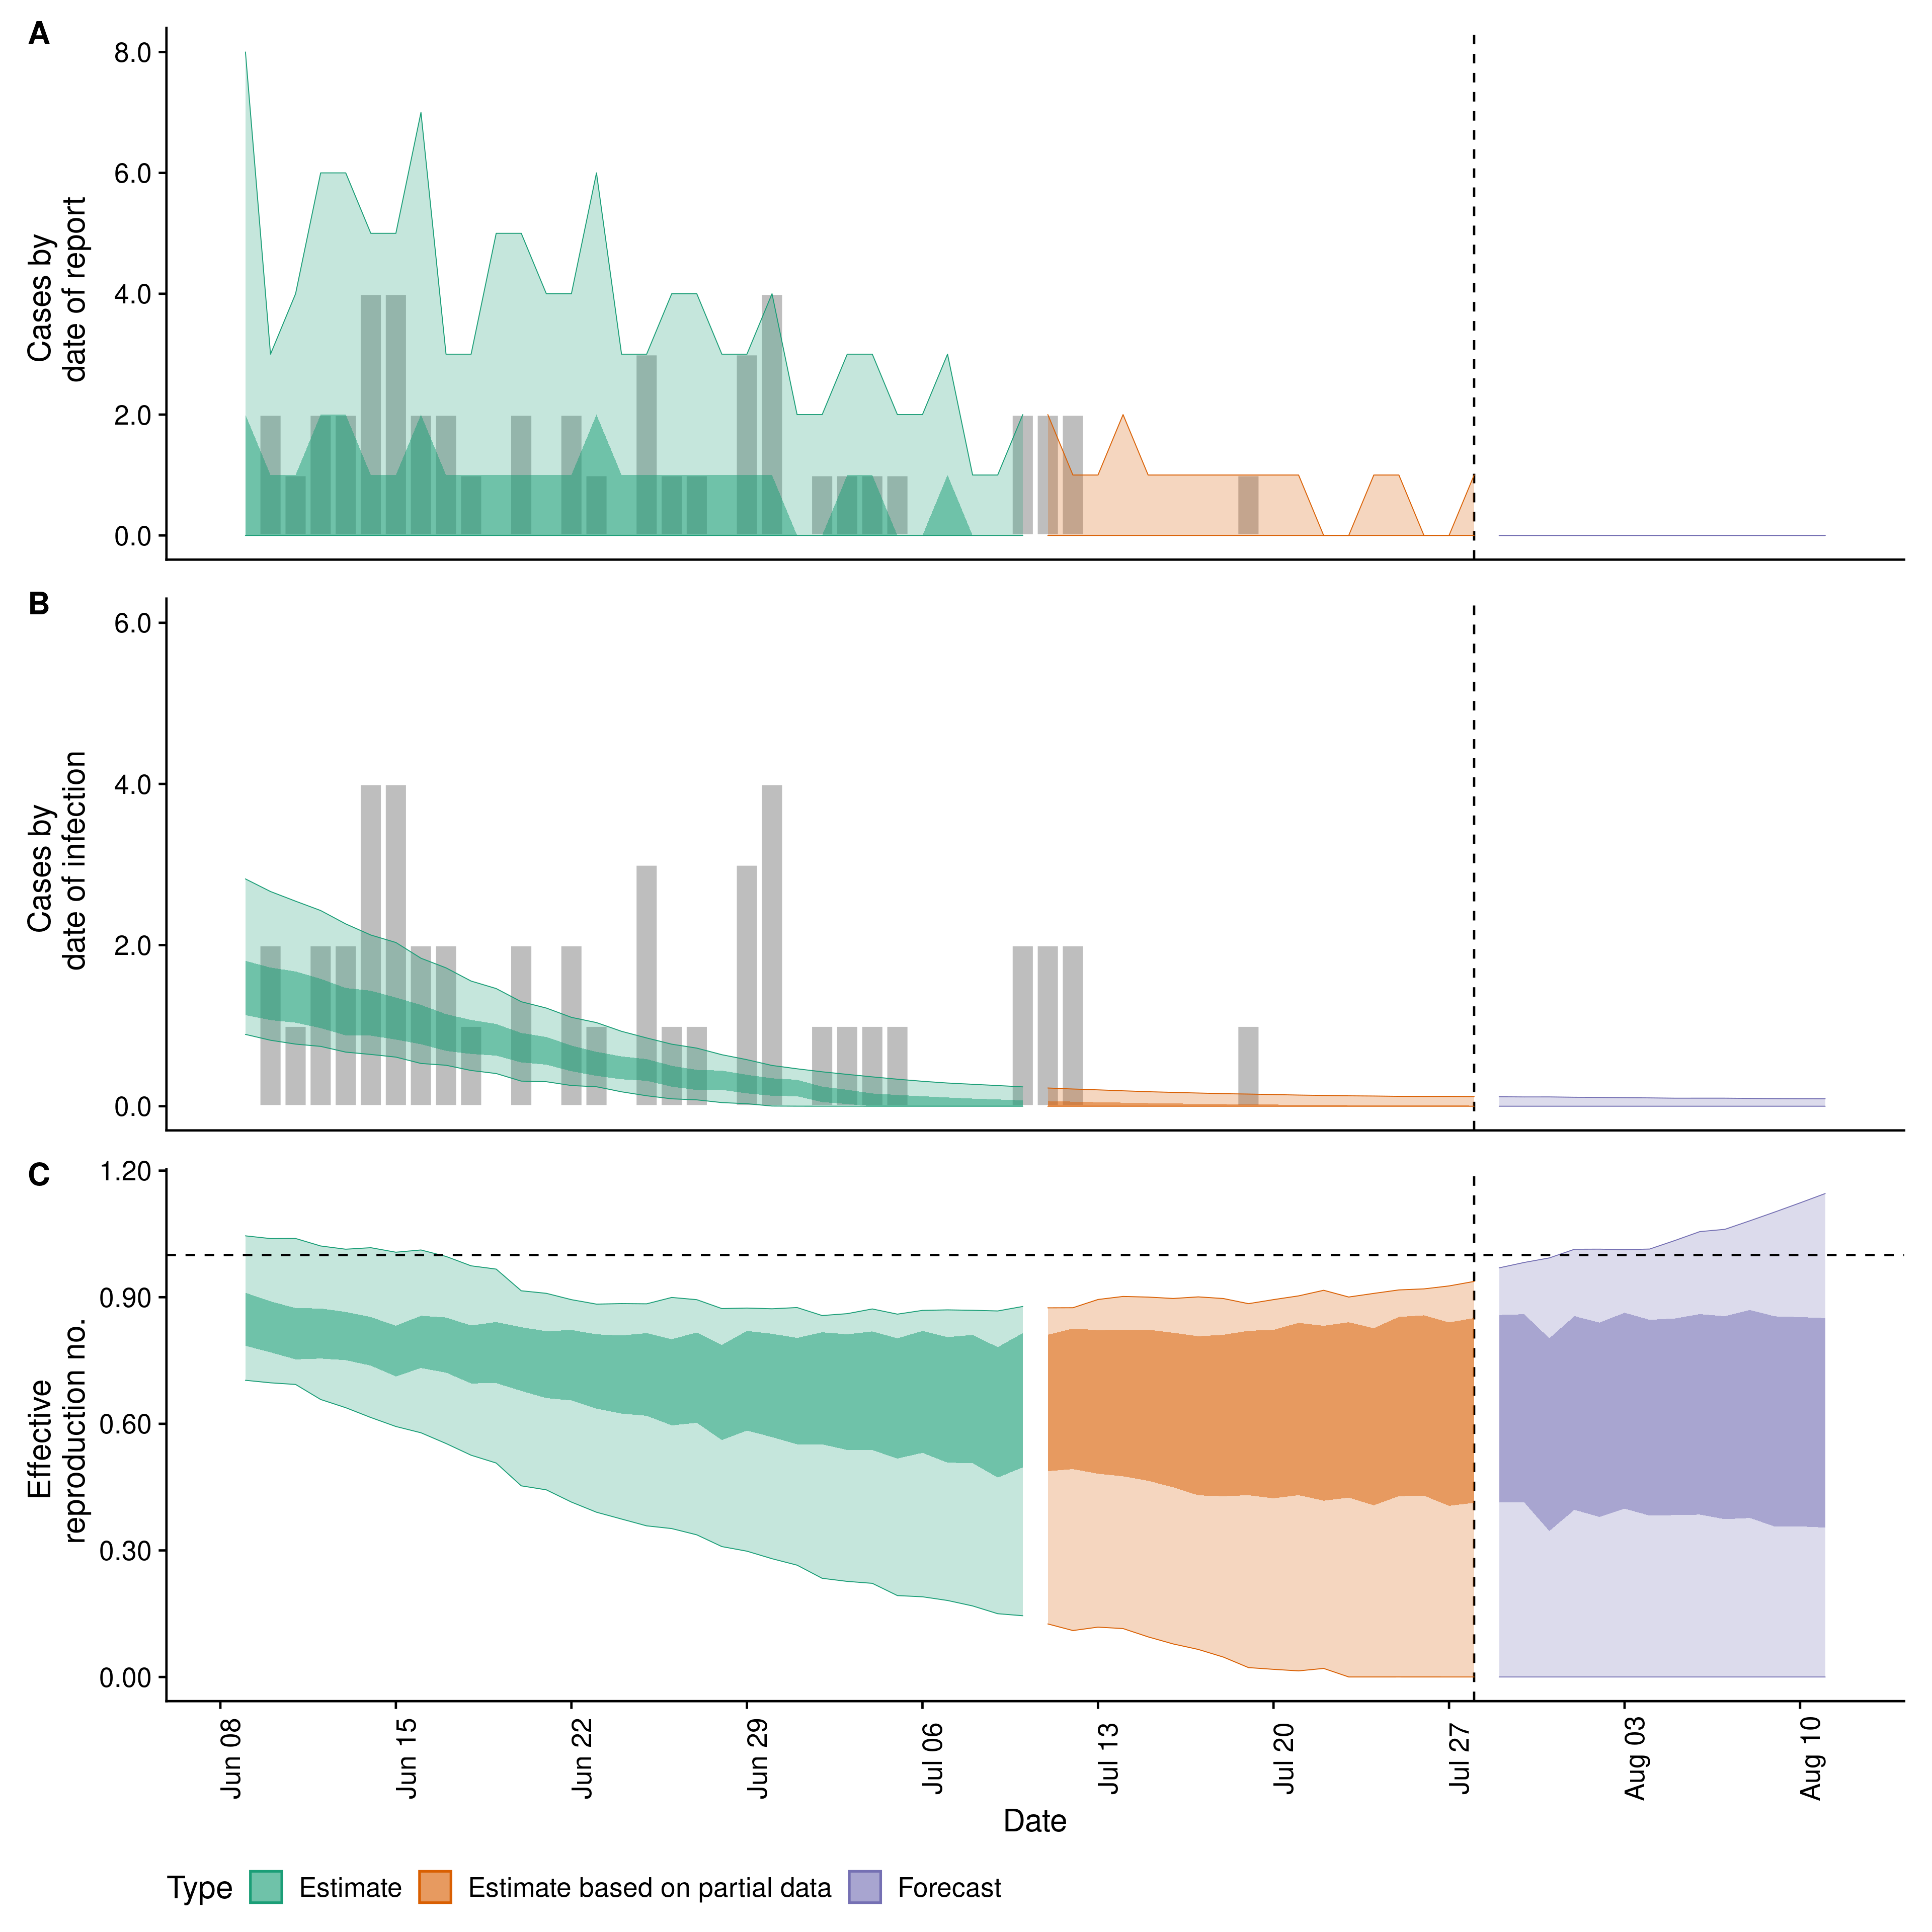 A
8.0
6.0
4.0
2.0
0.0
Cases by
date of report
B
6.0
4.0
2.0
0.0
Cases by
date of infection
C
1.20
0.90
0.60
0.30
0.00
Effective
reproduction no.
Jun 08
Jun 15
Jun 22
Jun 29
Jul 06
Jul 13
Jul 20
Jul 27
Aug 03
Aug 10
Date
Type Estimate Estimate based on partial data Forecast